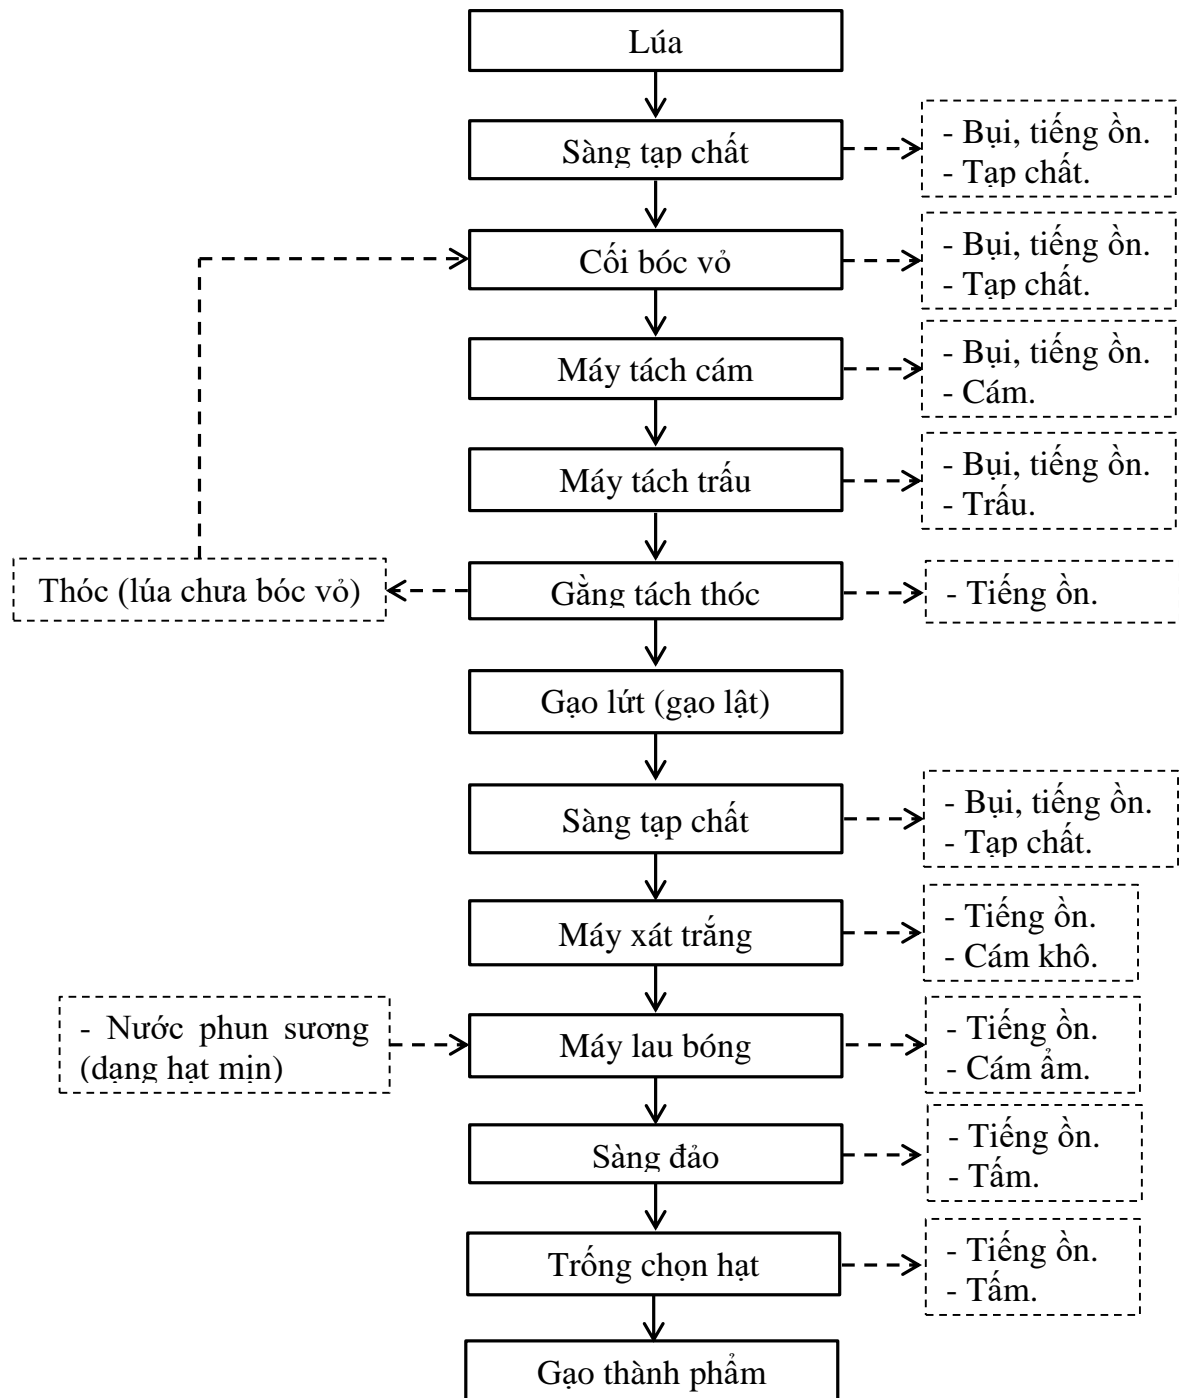 Lúa
Sàng tạp chất
- Bụi, tiếng ồn.
- Tạp chất.
Cối bóc vỏ
- Bụi, tiếng ồn.
- Tạp chất.
Máy tách cám
- Bụi, tiếng ồn.
- Cám.
Máy tách trấu
- Bụi, tiếng ồn.
- Trấu.
Thóc (lúa chưa bóc vỏ)
Gằng tách thóc
- Tiếng ồn.
Gạo lứt (gạo lật)
Sàng tạp chất
- Bụi, tiếng ồn.
- Tạp chất.
Máy xát trắng
- Tiếng ồn.
- Cám khô.
- Nước phun sương
(dạng hạt mịn)
Máy lau bóng
- Tiếng ồn.
- Cám ẩm.
Sàng đảo
- Tiếng ồn.
- Tấm.
Trống chọn hạt
- Tiếng ồn.
- Tấm.
Gạo thành phẩm